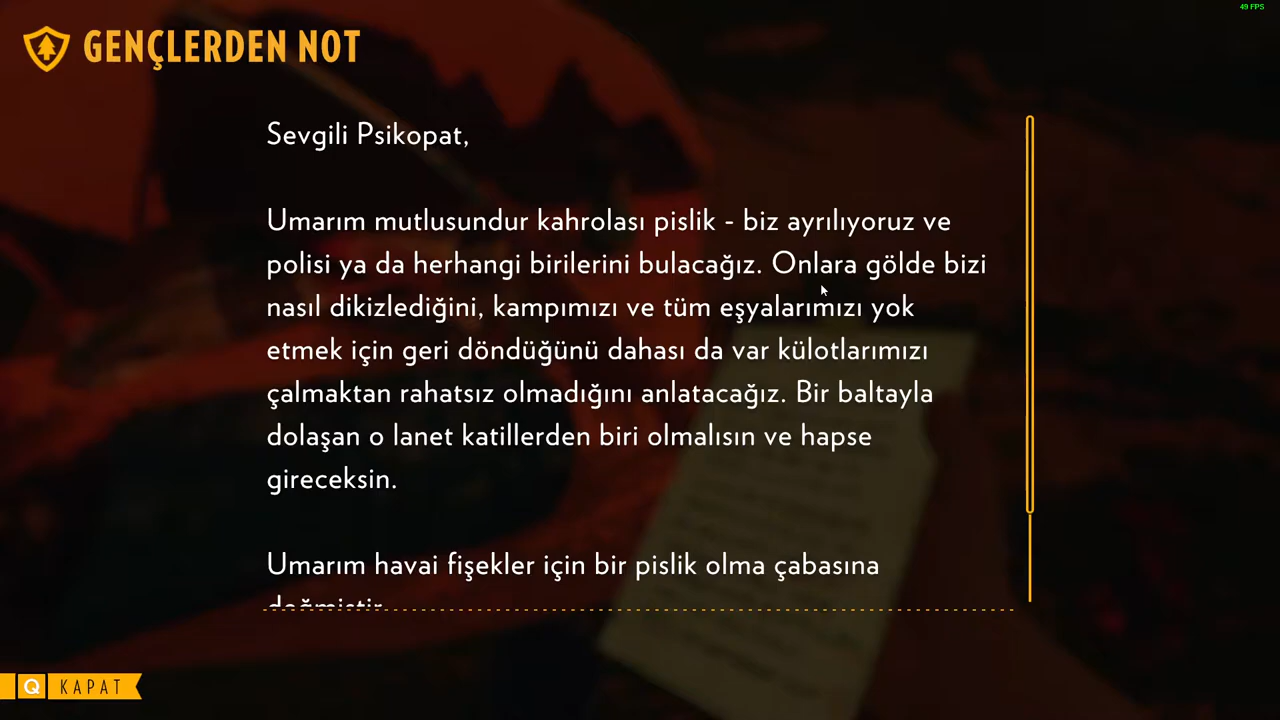 49 FPS
GENÇLERDEN NOT
Sevgili Psikopat,
Umarım mutlusundur kahrolası pislik - biz ayrılıyoruz ve
polisi ya da herhangi birilerini bulacağız. Onlara gölde bizi
nasıl dikizlediğini, kampımızı ve tüm eşyalarımızı yok
etmek için geri döndüğünü dahası da var külotlarımızı
çalmaktan rahatsız olmadığını anlatacağız. Bir baltayla
dolaşan o lanet katillerden biri olmalısın ve hapse
gireceksin.
Umarım havai fişekler için bir pislik olma çabasına
Q KAPAT